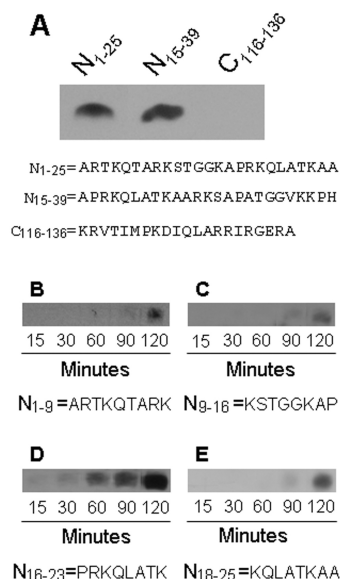 A
N1-25 N15-39 C116-136
N1-25= ARTKQTARKSTGGKAPRKQLATKAA
N15-39= APRKQLATKAARKSAPATGGVKKPH
C116-136= KRVTIMPKDIQLARRIRGERA
B C
15 30 60 90 120 15 30 60 90 120
Minutes Minutes
N1-9 =ARTKQTARK N9-16=KSTGGKAP
D E
15 30 60 90 120 15 30 60 90 120
Minutes Minutes
N16-23=PRKQLATK N18-25=KQLATKAA